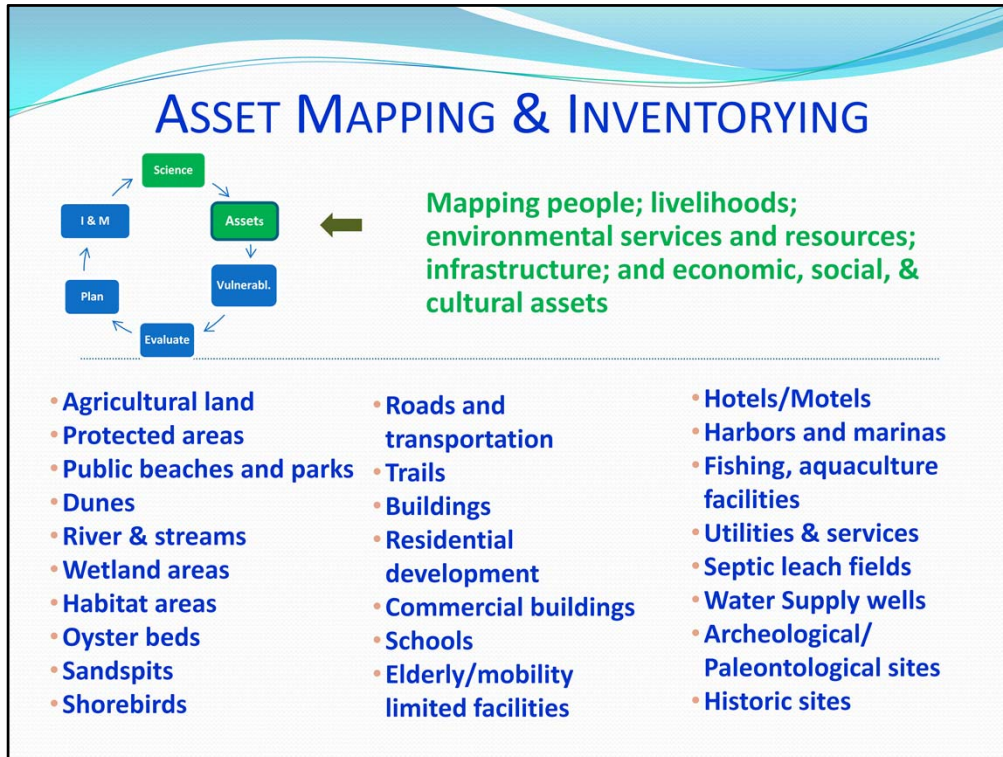 ASSET MAPPING & INVENTORYING
Science
Assets
Vulnerabl.
Evaluate
Plan
I & M
Mapping people; livelihoods;
environmental services and resources;
infrastructure; and economic, social, &
cultural assets
• Agricultural land
• Protected areas
• Public beaches and parks
• Dunes
• River & streams
• Wetland areas
• Habitat areas
• Oyster beds
• Sandspits
• Shorebirds
• Roads and
transportation
• Trails
• Buildings
• Residential
development
• Commercial buildings
• Schools
• Elderly/mobility
limited facilities
• Hotels/Motels
• Harbors and marinas
• Fishing, aquaculture
facilities
• Utilities & services
• Septic leach fields
• Water Supply wells
• Archeological/
Paleontological sites
• Historic sites